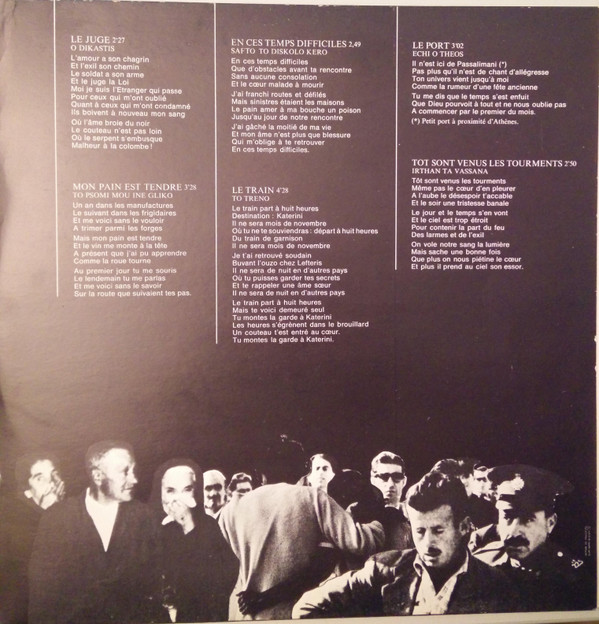 LE JUGE 2'27
O DIKASTIS
L'amour a son chagrin
Et l'exil son chemin
Le soldat a son arme
Et le juge la Loi
Moi je suis l'Etranger qui passe
Pour ceux qui m'ont oublié
Quant à ceux qui m'ont condamné
Ils boivent à nouveau mon sang
Où l'âme broie du noir
Le couteau n'est pas loin
Où le serpent s'embusque
Malheur à la colombe !
MON PAIN EST TENDRE 3'28
TO PSOMI MOU INE GLIKO
Un an dans les manufactures
Le suivant dans les frigidaires
Et me voici sans le vouloir
A trimer parmi les forges
Mais mon pain est tendre
Et le vin me monte à la tête
A présent que j'ai pu apprendre
Comme la roue tourne
Au premier jour tu me souris
Le lendemain tu me parlas
Et me voici sans le savoir
Sur la route que suivaient tes pas.
EN CES TEMPS DIFFICILES 2,49
SAFTO TO DISKOLO KERO
En ces temps difficiles
Que d'obstacles avant ta rencontre
Sans aucune consolation
Et le cœur malade à mourir
J'ai franchi routes et défilés
Mais sinistres étaient les maisons
Le pain amer à ma bouche un poison
Jusqu'au jour de notre rencontre
J'ai gâché la moitié de ma vie
Et mon âme n'est plus que blessure
Qui m'oblige à te retrouver
En ces temps difficiles.
LE TRAIN 4'28
TO TRENO
Le train part à huit heures
Destination : Katerini
Il ne sera mois de novembre
Où tu ne te souviendras : départ à huit heures
Du train de garnison
Il ne sera mois de novembre
Je t'ai retrouvé soudain
Buvant l'ouzo chez Lefteris
Il ne sera de nuit en d'autres pays
Où tu puisses garder tes secrets
Et te rappeler une âme sœur
Il ne sera de nuit en d'autres pays
Le train part à huit heures
Mais te voici demeuré seul
Tu montes la garde à Katerini
Les heures s'égrènent dans le brouillard
Un couteau t'est entré au cœur.
Tu montes la garde à Katerini.
LE PORT 3'02
ECHI O THEOS
Il n'est ici de Passalimani (*)
Pas plus qu'il n'est de chant d'allégresse
Ton univers vient jusqu'à moi
Comme la rumeur d'une fête ancienne
Tu me dis que le temps s'est enfuit
Que Dieu pourvoit à tout et ne nous oublie pas
A commencer par le premier du mois.
(*) Petit port à proximité d'Athènes.
TOT SONT VENUS LES TOURMENTS 2'50
IRTHAN TA VASSANA
Tôt sont venus les tourments
Même pas le cœur d'en pleurer
A l'aube le désespoir t'accable
Et le soir une tristesse banale
Le jour et le temps s'en vont
Et le ciel est trop étroit
Pour contenir la part du feu
Des larmes et de l'exil
On vole notre sang la lumière
Mais sache une bonne fois
Que plus on nous piétine le cœur
Et plus il prend au ciel son essor.